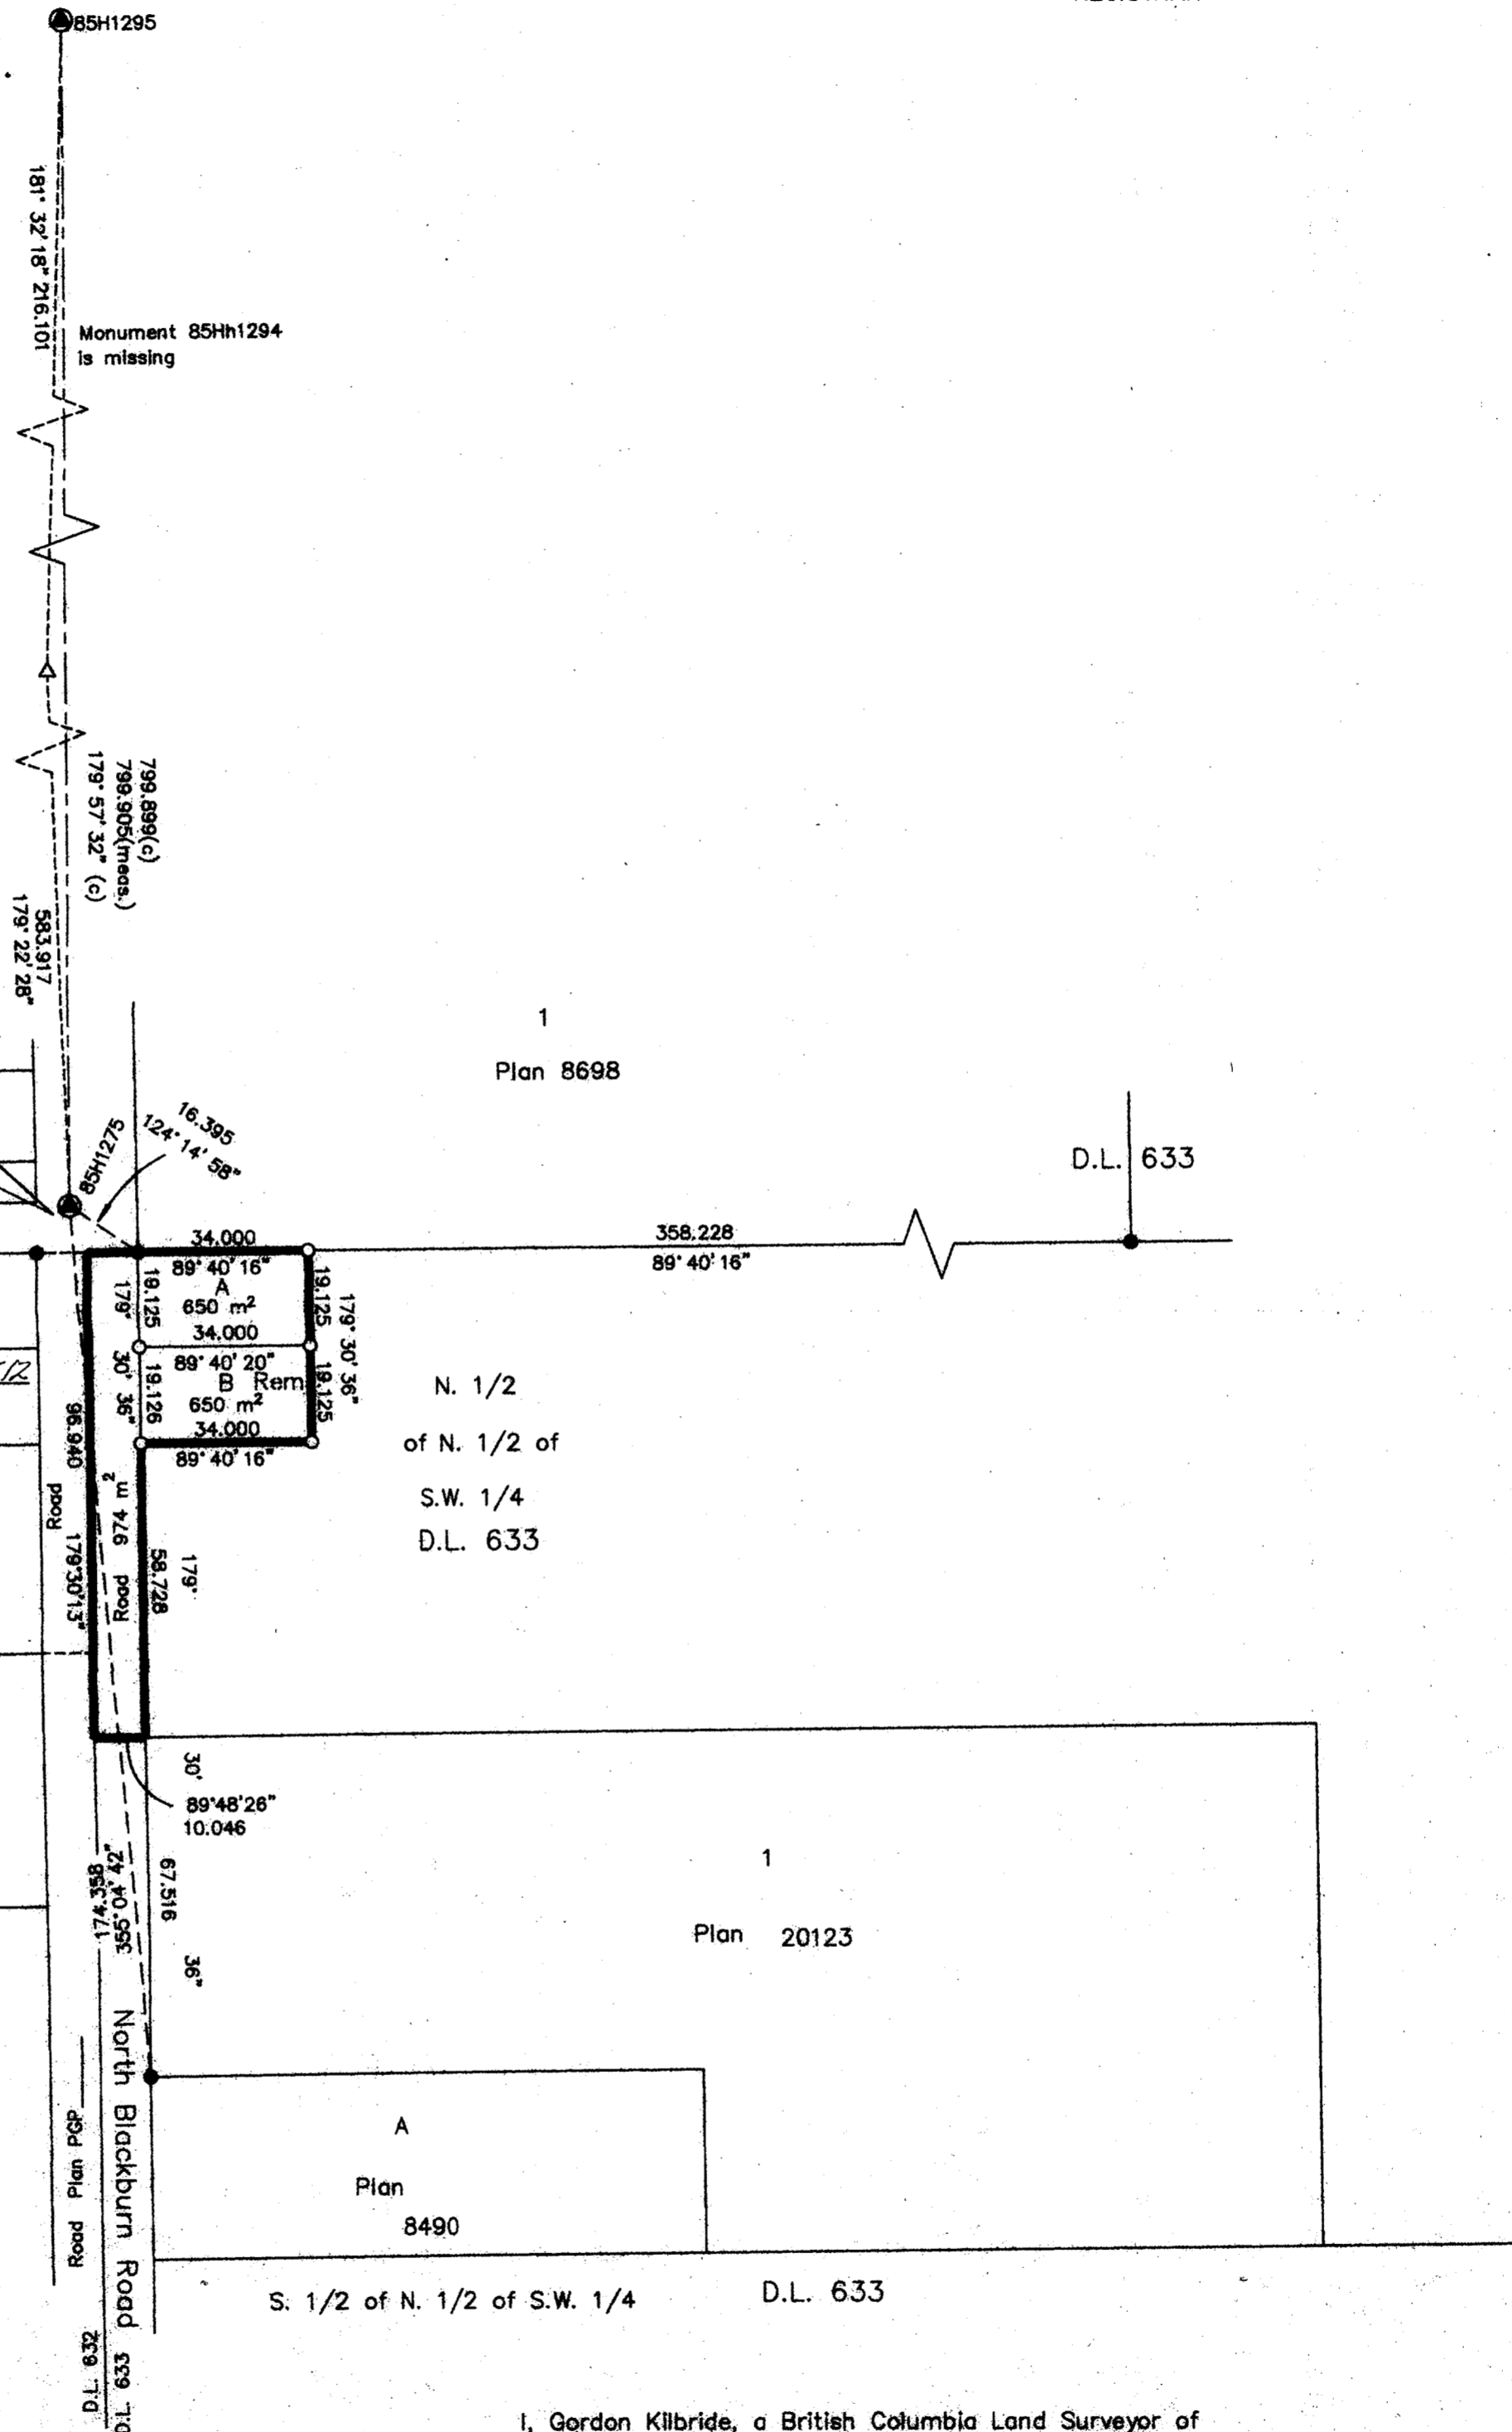 85H1295
181° 32' 18" 216.101
Monument 85Hh1294
is missing
799.899(c)
799.905(meas.)
179° 57' 32" (c)
583.917
179° 22' 28"
1
Plan 8698
85H1275
16.395
124° 14' 58"
D.L. 633
34.000
89° 40' 16"
358.228
89° 40' 16"
A
650 m²
19.125
19.125
179° 30' 36"
179° 30' 36"
34.000
89° 40' 20"
B Rem
650 m²
19.126
19.125
34.000
89° 40' 16"
N. 1/2
of N. 1/2 of
S.W. 1/4
D.L. 633
96.940
179°30'13"
Road
Road 974 m²
58.728
179° 30' 36"
89°48'26"
10.046
174.358
355° 04' 42"
67.516
1
Plan 20123
North Blackburn Road
Road Plan PGP
A
Plan
8490
S. 1/2 of N. 1/2 of S.W. 1/4
D.L. 633
D.L. 632
D.L. 633
I, Gordon Kilbride, a British Columbia Land Surveyor of